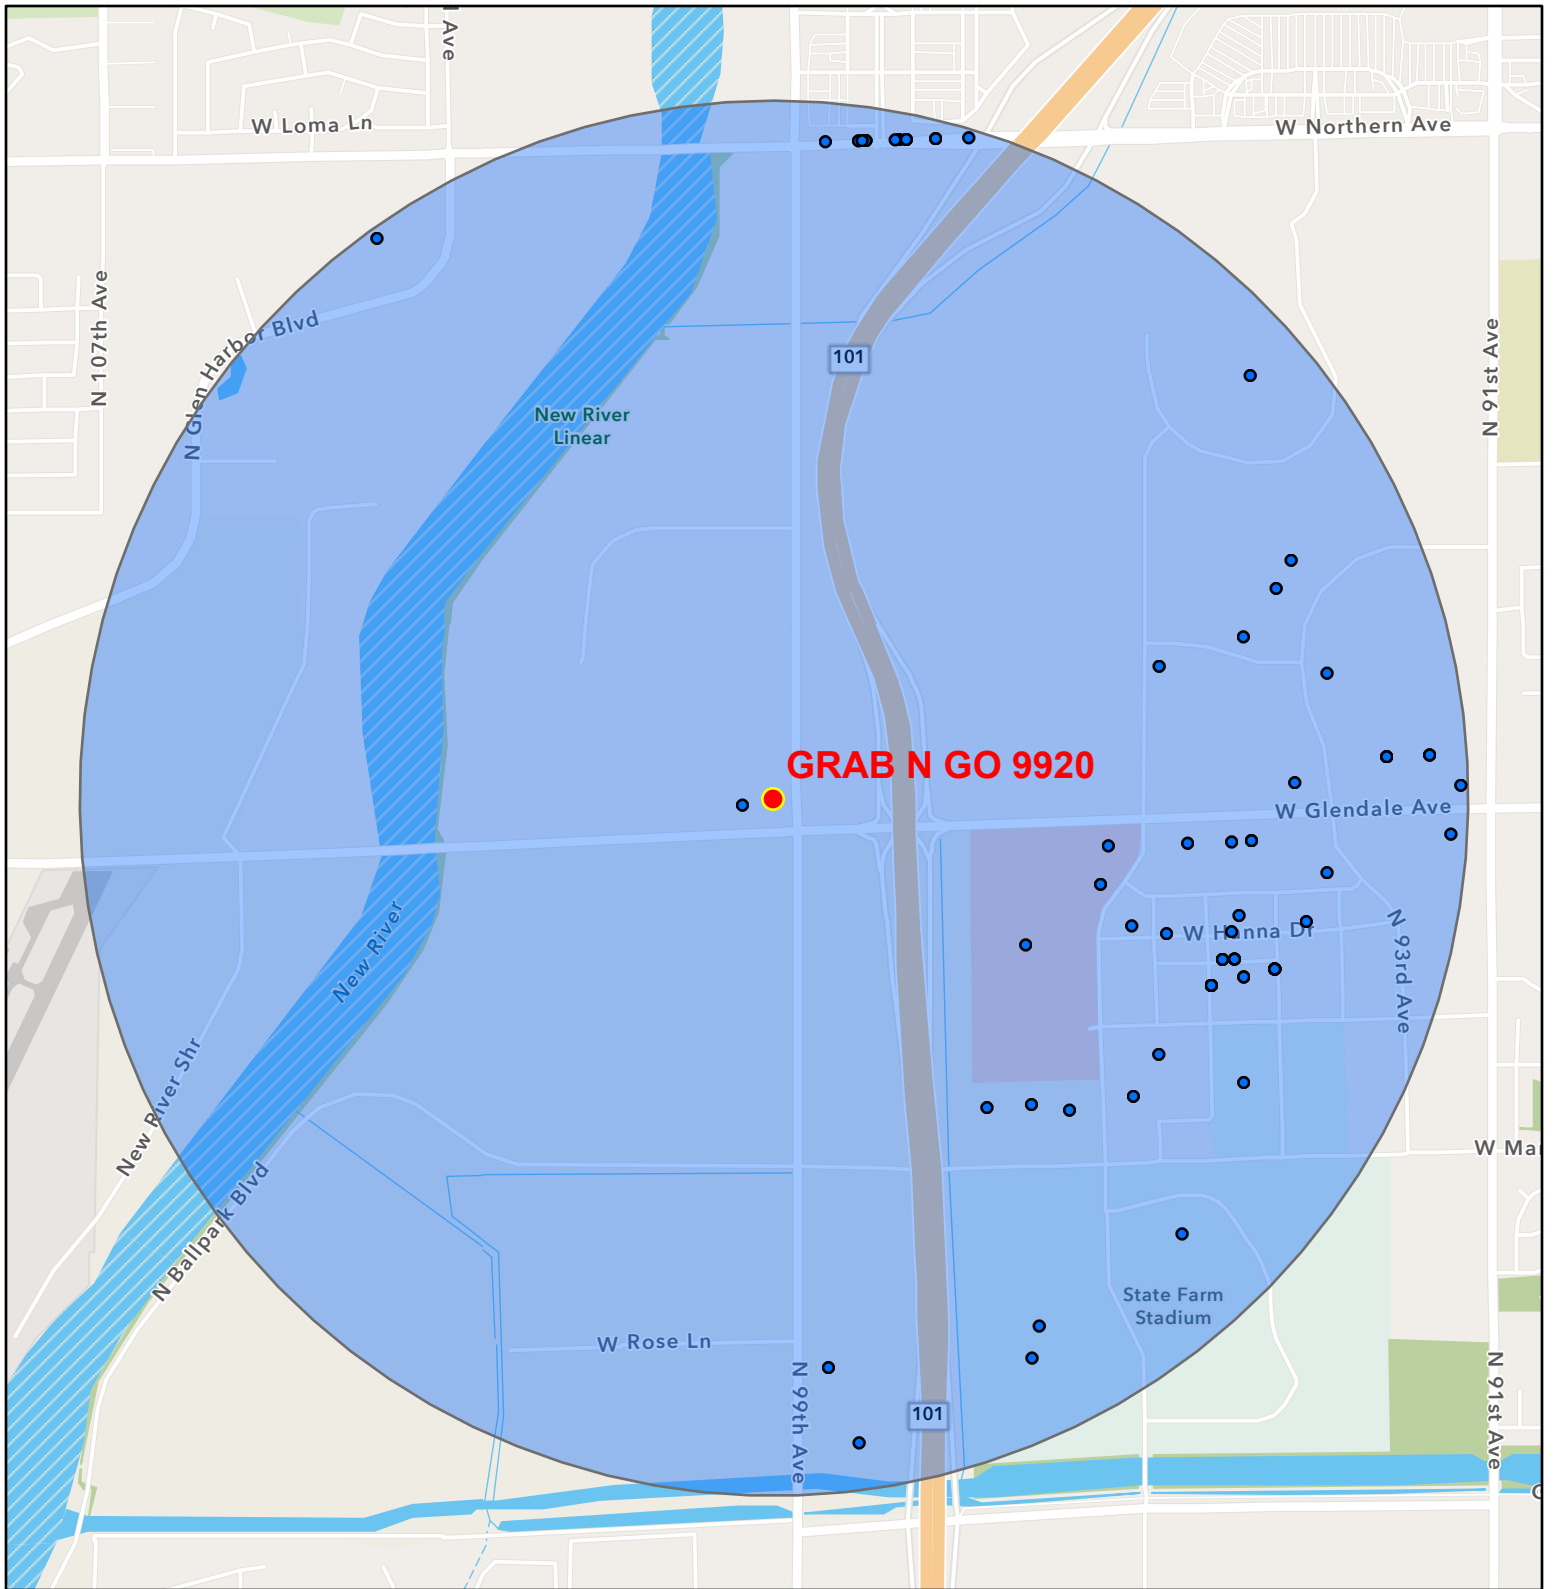 Ave
W Loma Ln
W Northern Ave
N 107th Ave
N Glen Harbor Blvd
101
N 91st Ave
New River
Linear
GRAB N GO 9920
W Glendale Ave
W Hanna Dr
N 93rd Ave
New River
New River Shr
N Ballpark Blvd
W Mar
State Farm
Stadium
W Rose Ln
N 99th Ave
101
N 91st Ave